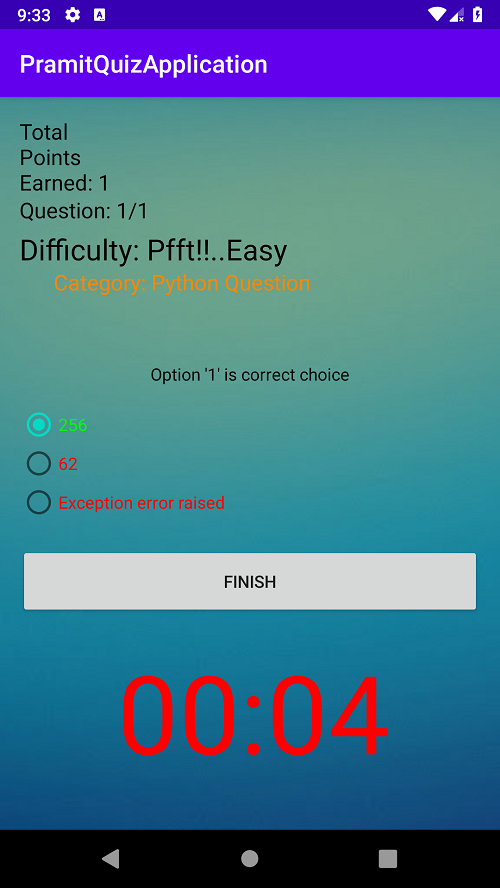 9:33
PramitQuizApplication
Total
Points
Earned: 1
Question: 1/1
Difficulty: Pfft!!..Easy
Category: Python Question
Option '1' is correct choice
256
62
Exception error raised
FINISH
00:04